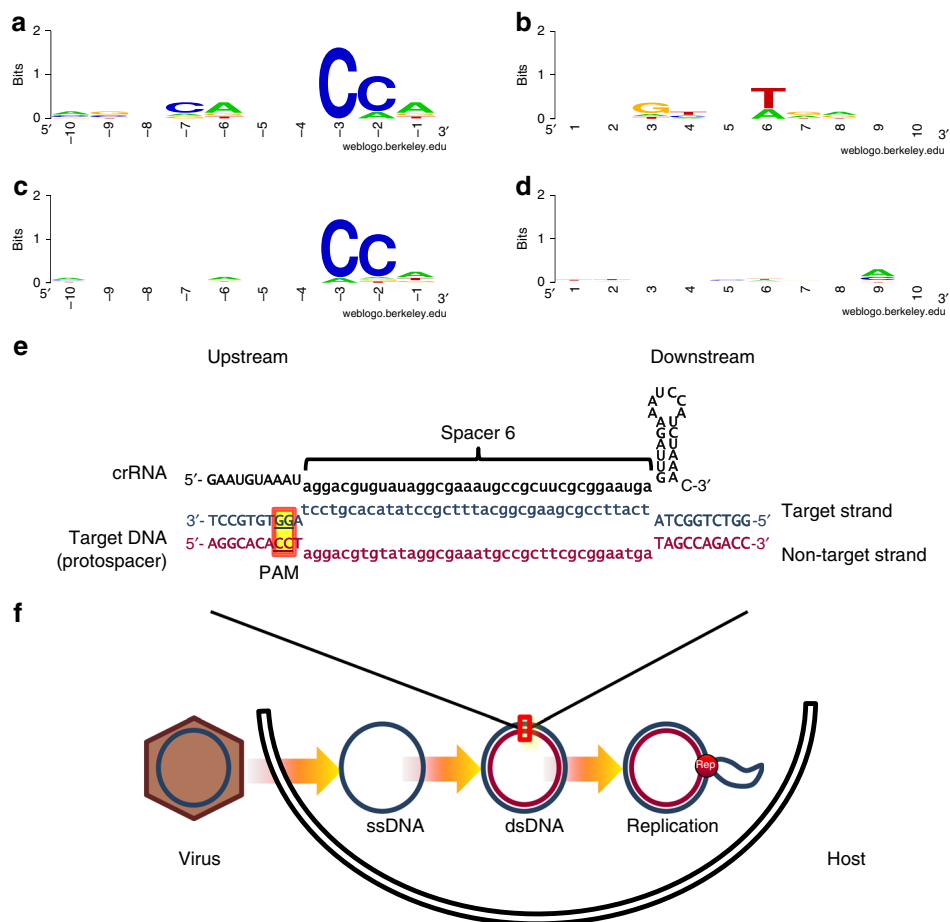 a
2
Bits
1
0
5′ –10 –9 –8 –7 –6 –5 –4 –3 –2 –1 3′
C A C C A A
weblogo.berkeley.edu
b
2
Bits
1
0
5′ 1 2 3 4 5 6 7 8 9 10 3′
G T A
weblogo.berkeley.edu
c
2
Bits
1
0
5′ –10 –9 –8 –7 –6 –5 –4 –3 –2 –1 3′
C C A
weblogo.berkeley.edu
d
2
Bits
1
0
5′ 1 2 3 4 5 6 7 8 9 10 3′
A
weblogo.berkeley.edu
e
Upstream
Downstream
Spacer 6
crRNA
5′- GAAUGUAAAU aggacguguauaggcgaaaugccgcuucgcggaauga GUUAGAAAUCCAUCUAAAC-3′
3′- TCCGTGTGGA tcctgcacatatccgctttacggcgaagcgccttact ATCGGTCTGG-5′
Target strand
Target DNA
(protospacer)
5′- AGGCACACCT aggacgtgtataggcgaaatgccgcttcgcggaatga TAGCCAGACC-3′
Non-target strand
PAM
f
Rep
ssDNA
dsDNA
Replication
Virus
Host